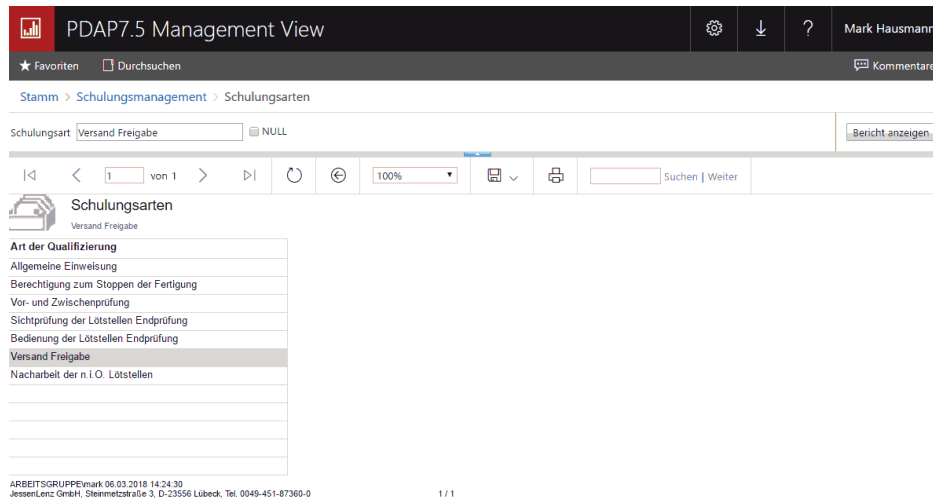 PDAP7.5 Management View
? Mark Hausmann
★ Favoriten Durchsuchen Kommentare
Stamm > Schulungsmanagement > Schulungsarten
Schulungsart Versand Freigabe NULL Bericht anzeigen
1 von 1 100% Suchen | Weiter
Schulungsarten
Versand Freigabe
Art der Qualifizierung
Allgemeine Einweisung
Berechtigung zum Stoppen der Fertigung
Vor- und Zwischenprüfung
Sichtprüfung der Lötstellen Endprüfung
Bedienung der Lötstellen Endprüfung
Versand Freigabe
Nacharbeit der n.i.O. Lötstellen
ARBEITSGRUPPE\mark 06.03.2018 14:24:30
JessenLenz GmbH, Steinmetzstraße 3, D-23556 Lübeck, Tel. 0049-451-87360-0 1 / 1